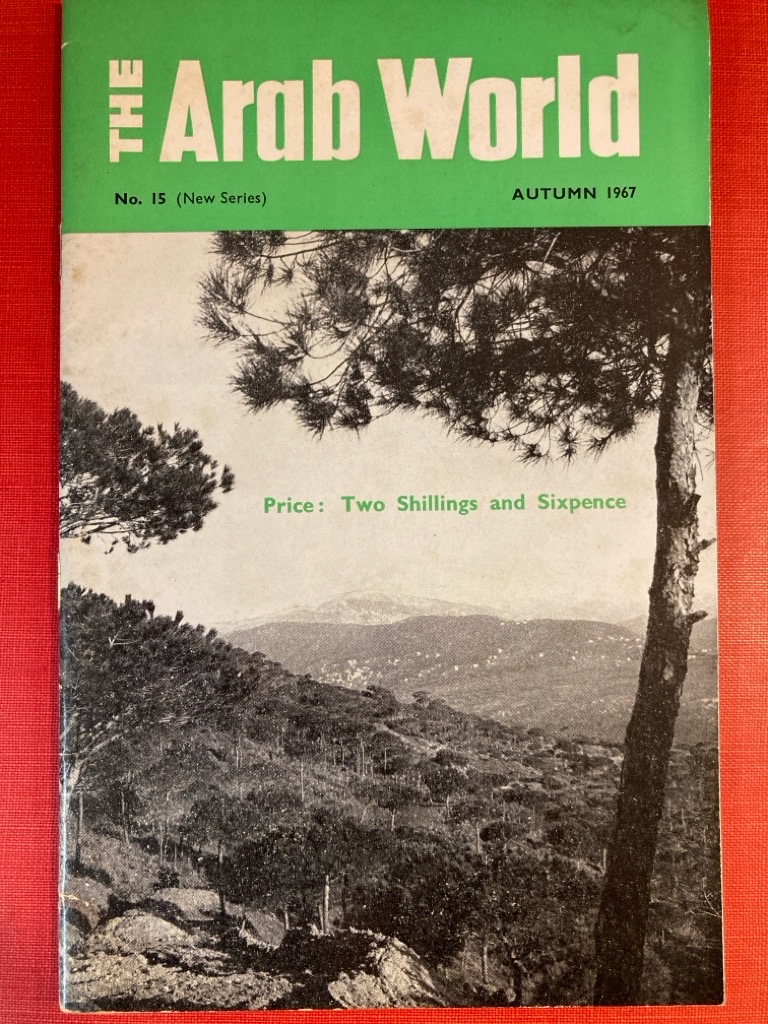 THE Arab World
No. 15 (New Series) AUTUMN 1967
Price: Two Shillings and Sixpence